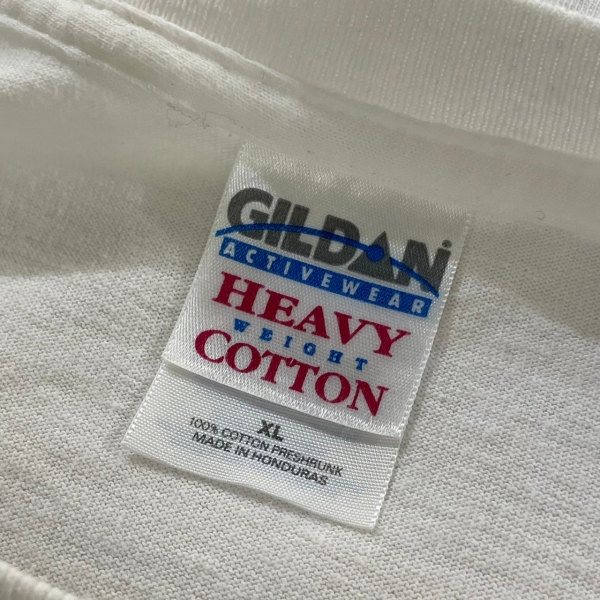 GILDAN
ACTIVEWEAR
HEAVY
WEIGHT
COTTON
XL
100% COTTON PRESHRUNK
MADE IN HONDURAS